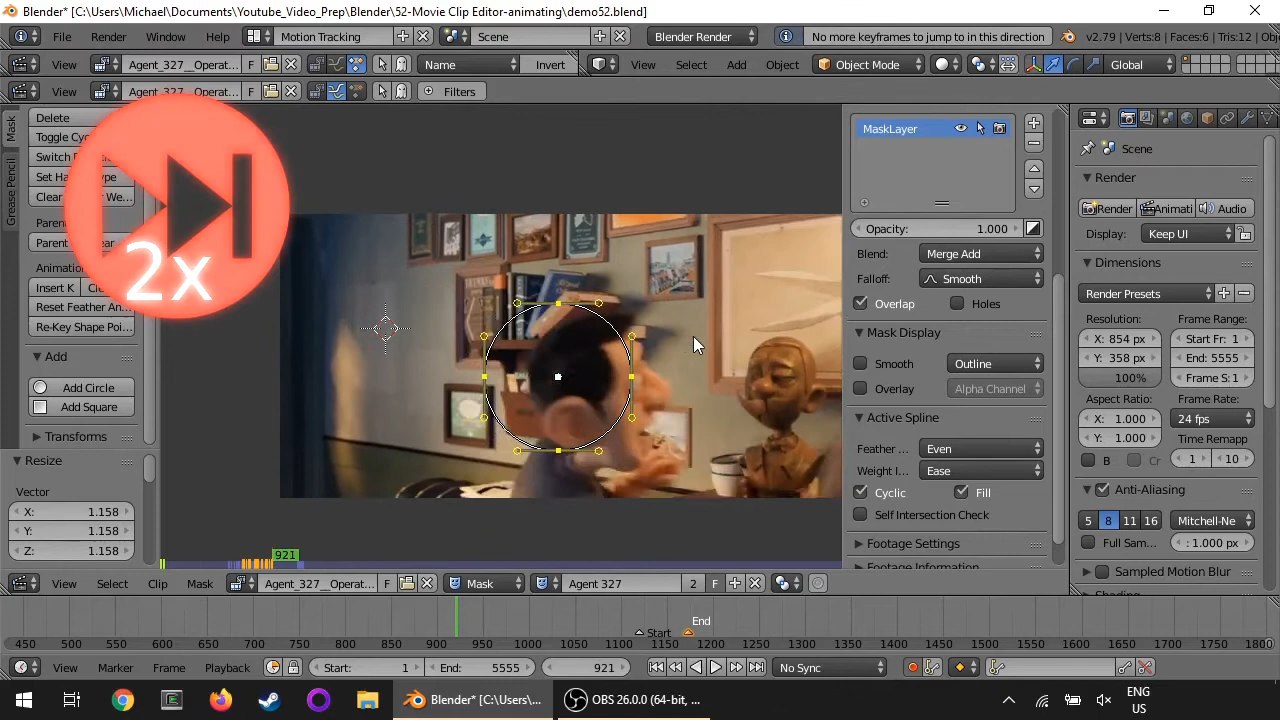 Blender* [C:\Users\Michael\Documents\Youtube_Video_Prep\Blender\52-Movie Clip Editor-animating\demo52.blend]
File Render Window Help Motion Tracking Scene Blender Render No more keyframes to jump to in this direction v2.79 | Verts:8 | Faces:6 | Tris:12 | Ob
View Agent_327__Operat... F Name Invert View Select Add Object Object Mode Global
View Agent_327__Operat... F Filters
Mask
Grease Pencil
Delete
Toggle Cyc
Switch
Set Ha
Clear
Paren
Parent
Animation
Insert K Cle
Reset Feather An...
Re-Key Shape Poi...
Add
Add Circle
Add Square
Transforms
Resize
Vector
X: 1.158
Y: 1.158
Z: 1.158
2x
921
MaskLayer
Opacity: 1.000
Blend: Merge Add
Falloff: Smooth
Overlap Holes
Mask Display
Smooth Outline
Overlay Alpha Channel
Active Spline
Feather ... Even
Weight I... Ease
Cyclic Fill
Self Intersection Check
Footage Settings
Footage Information
Scene
Render
Render Animati Audio
Display: Keep UI
Dimensions
Render Presets
Resolution: Frame Range:
X: 854 px Start Fr: 1
Y: 358 px End: 5555
100% Frame S: 1
Aspect Ratio: Frame Rate:
X: 1.000 24 fps
Y: 1.000 Time Remapp
B Cr 1 10
Anti-Aliasing
5 8 11 16 Mitchell-Ne
Full Sam... : 1.000 px
Sampled Motion Blur
View Select Clip Mask Agent_327__Operat... F Mask Agent 327 2 F
End
Start
450 500 550 600 650 700 750 800 850 900 950 1000 1050 1100 1150 1200 1250 1300 1350 1400 1450 1500 1550 1600 1650 1700 1750 1800
View Marker Frame Playback Start: 1 End: 5555 921 No Sync
Blender* [C:\Users\... OBS 26.0.0 (64-bit, ... ENG
US